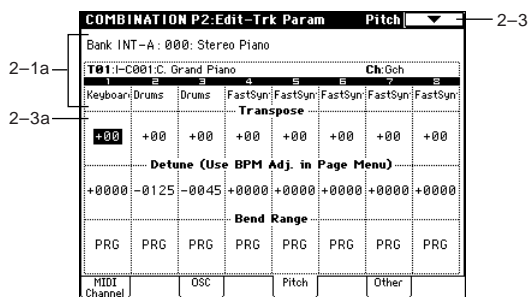 COMBINATION P2:Edit-Trk Param Pitch
2–3
Bank INT-A: 000: Stereo Piano
2–1a
T01:I-C001:C. Grand Piano Ch:Gch
1 2 3 4 5 6 7 8
Keyboar Drums Drums FastSyn FastSyn FastSyn FastSyn FastSyn
Transpose
2–3a
+00 +00 +00 +00 +00 +00 +00 +00
Detune (Use BPM Adj. in Page Menu)
+0000 -0125 -0045 +0000 +0000 +0000 +0000 +0000
Bend Range
PRG PRG PRG PRG PRG PRG PRG PRG
MIDI Channel OSC Pitch Other